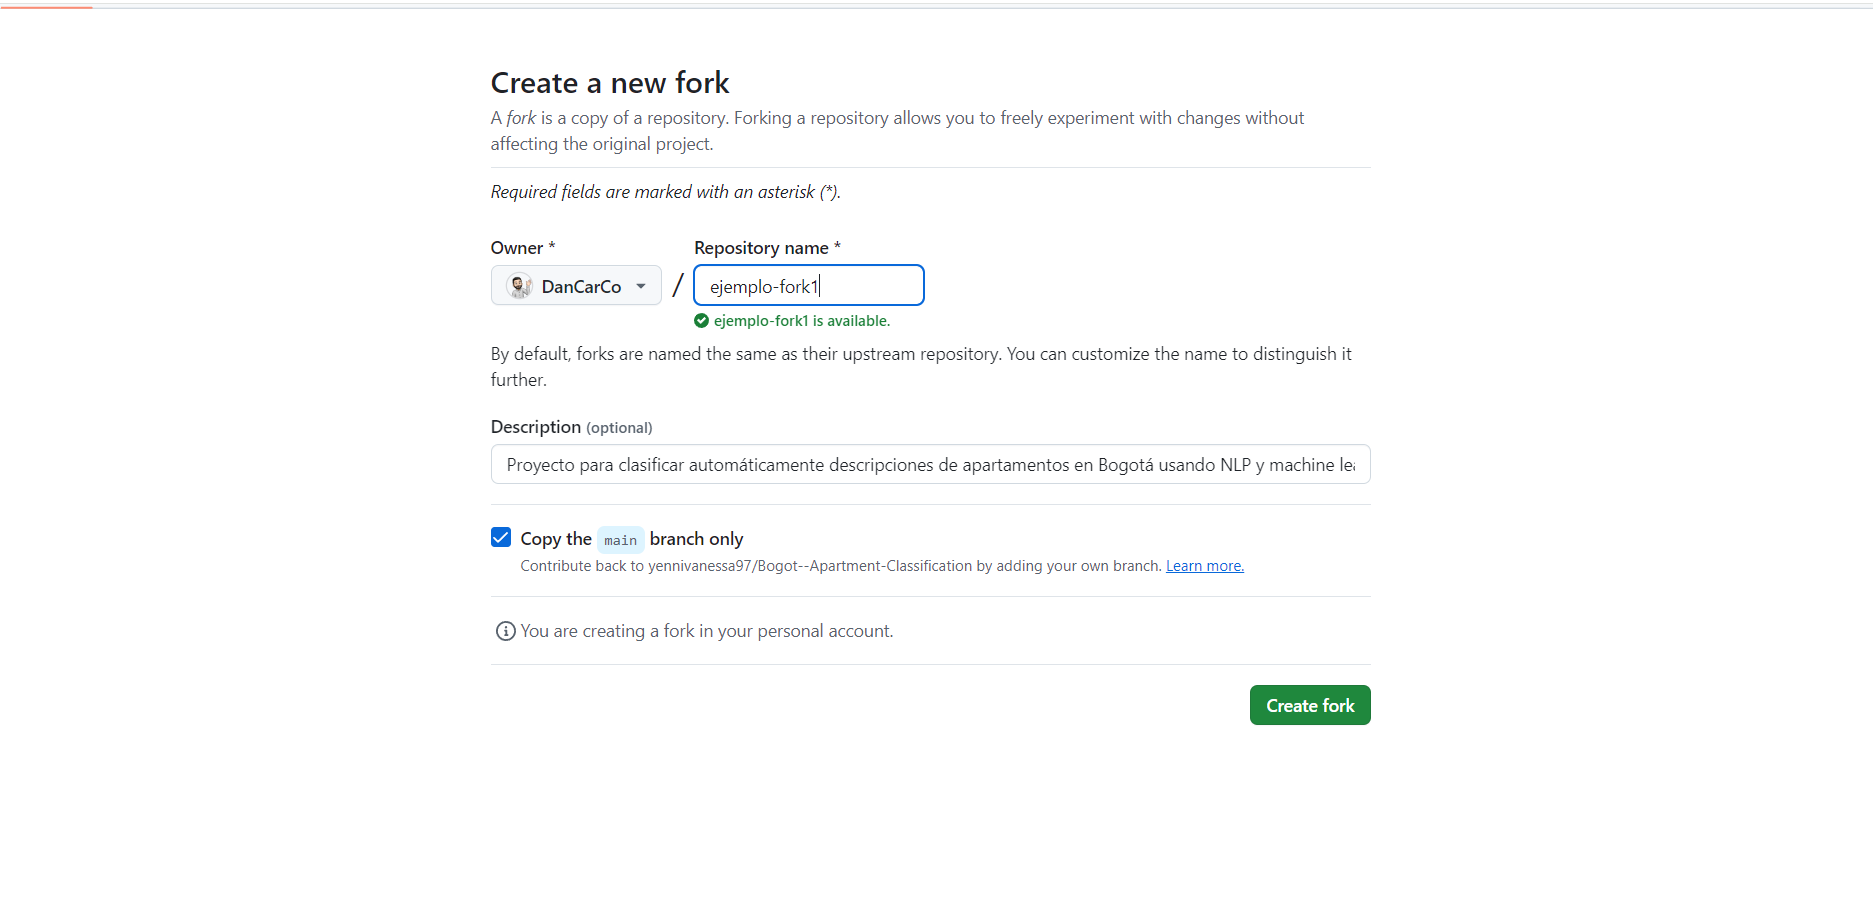 Create a new fork
A fork is a copy of a repository. Forking a repository allows you to freely experiment with changes without
affecting the original project.
Required fields are marked with an asterisk (*).
Owner * Repository name *
DanCarCo / ejemplo-fork1
ejemplo-fork1 is available.
By default, forks are named the same as their upstream repository. You can customize the name to distinguish it
further.
Description (optional)
Proyecto para clasificar automáticamente descripciones de apartamentos en Bogotá usando NLP y machine le
Copy the main branch only
Contribute back to yennivanessa97/Bogot--Apartment-Classification by adding your own branch. Learn more.
You are creating a fork in your personal account.
Create fork